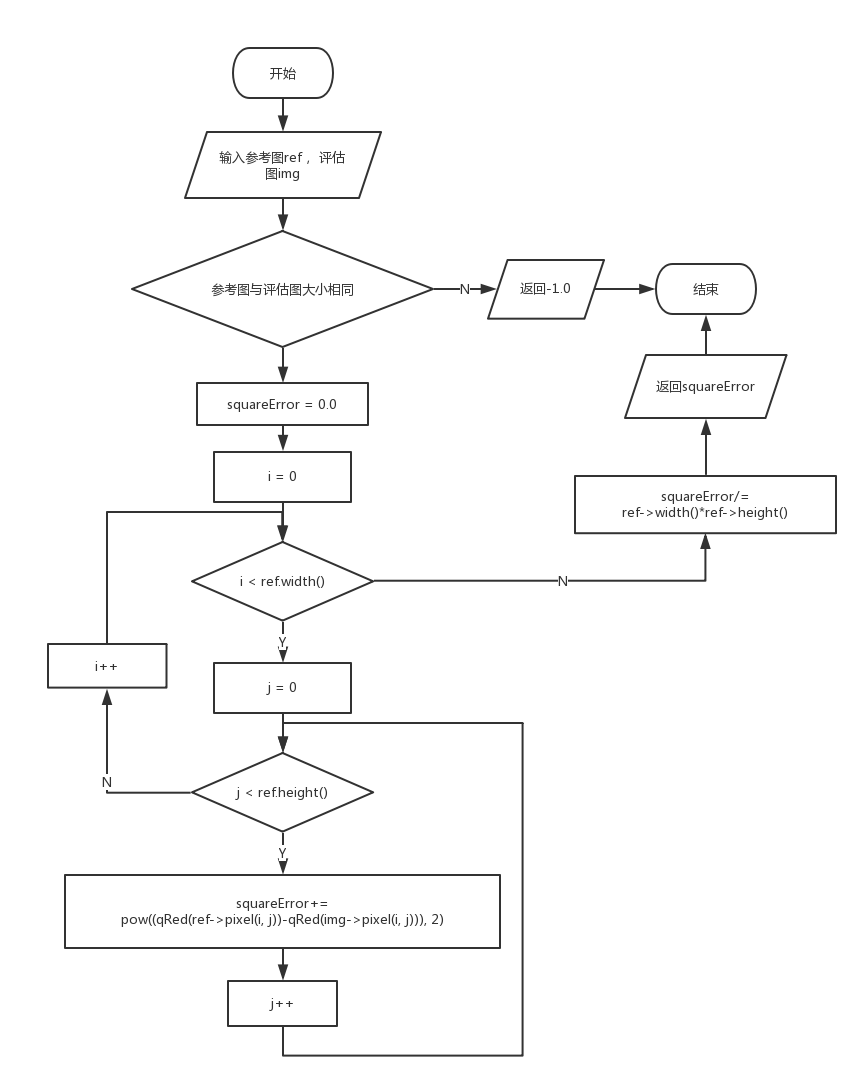 开始
输入参考图ref ，评估
图img
参考图与评估图大小相同
N
返回-1.0
结束
返回squareError
squareError = 0.0
i = 0
squareError/=
ref->width()*ref->height()
i < ref.width()
N
Y
i++
j = 0
N
j < ref.height()
Y
squareError+=
pow((qRed(ref->pixel(i, j))-qRed(img->pixel(i, j))), 2)
j++